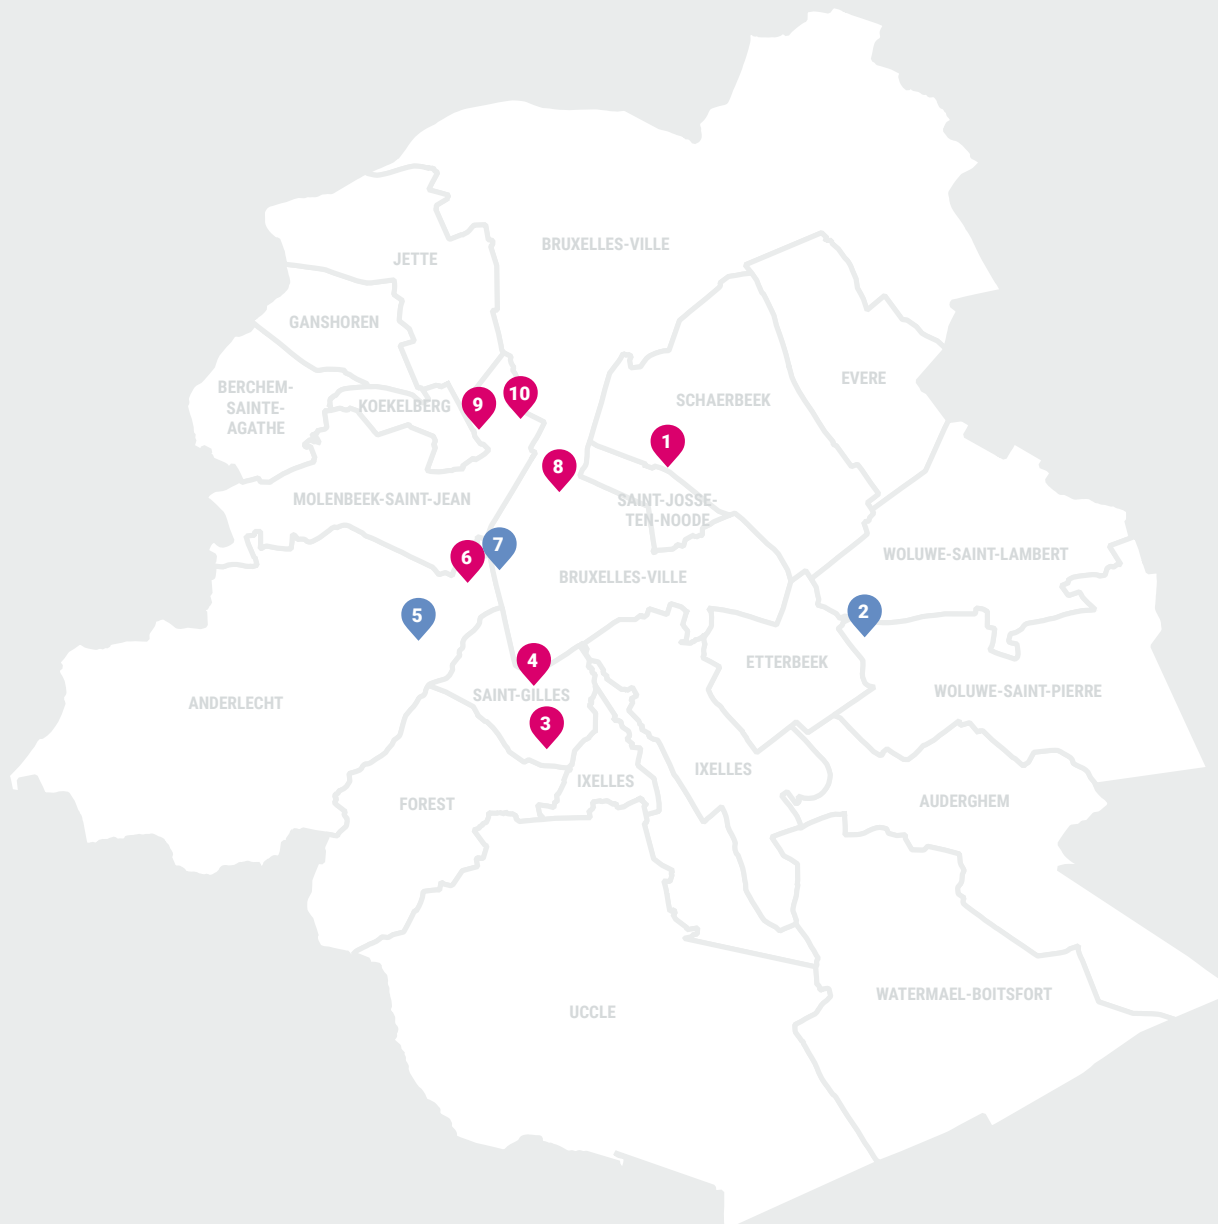 BRUXELLES-VILLE
JETTE
GANSHOREN
EVERE
BERCHEM-
SAINTE-
AGATHE
KOEKELBERG
9
10
SCHAERBEEK
1
8
MOLENBEEK-SAINT-JEAN
SAINT-JOSSE-
TEN-NOODE
7
6
WOLUWE-SAINT-LAMBERT
BRUXELLES-VILLE
5
2
4
ETTERBEEK
SAINT-GILLES
WOLUWE-SAINT-PIERRE
ANDERLECHT
3
IXELLES
IXELLES
FOREST
AUDERGHEM
WATERMAEL-BOITSFORT
UCCLE